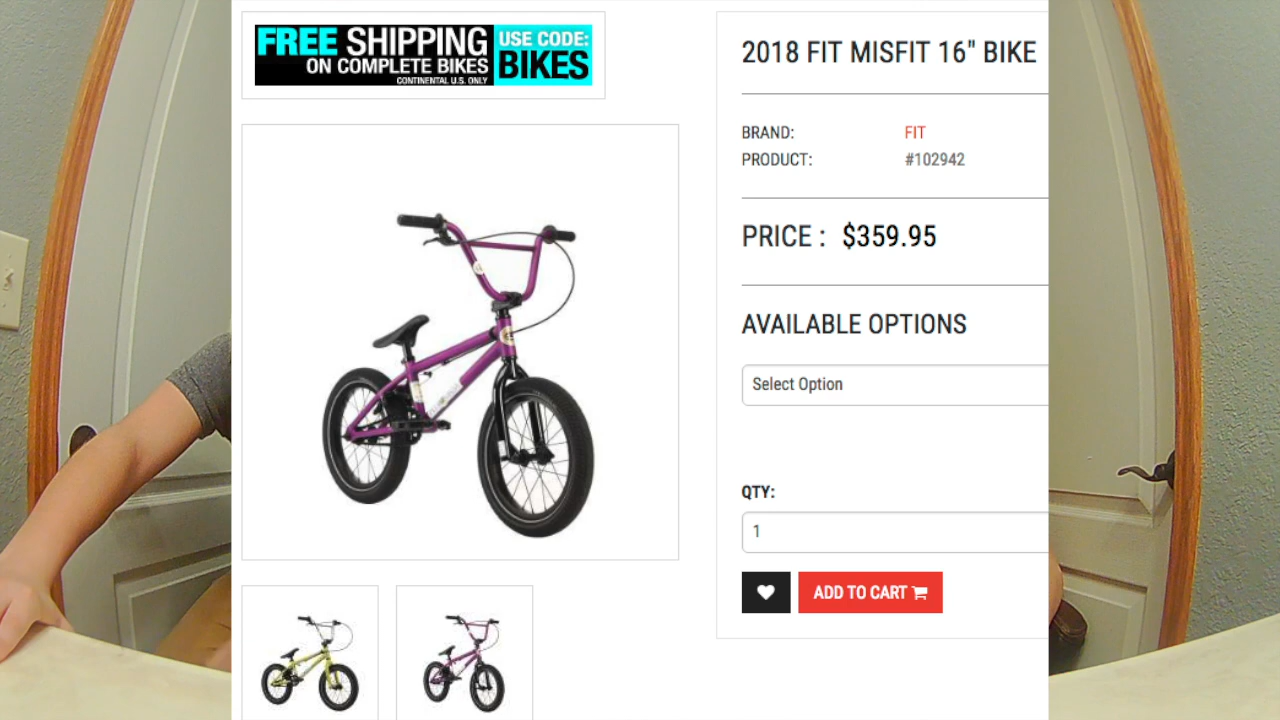 FREE SHIPPING
ON COMPLETE BIKES
CONTINENTAL U.S. ONLY
USE CODE:
BIKES
2018 FIT MISFIT 16" BIKE
BRAND: FIT
PRODUCT: #102942
PRICE : $359.95
AVAILABLE OPTIONS
Select Option
QTY:
1
ADD TO CART